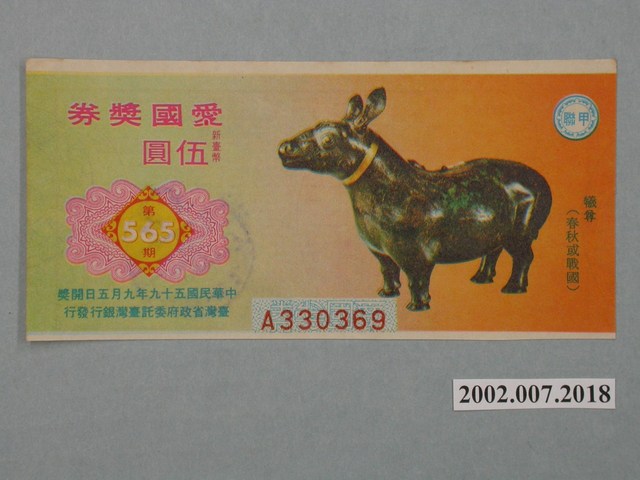 愛國獎券
新臺幣
伍圓
第
565
期
中華民國五十九年九月五日開獎
臺灣省政府委託臺灣銀行發行
A330369
甲聯
犧尊
（春秋或戰國）
2002.007.2018